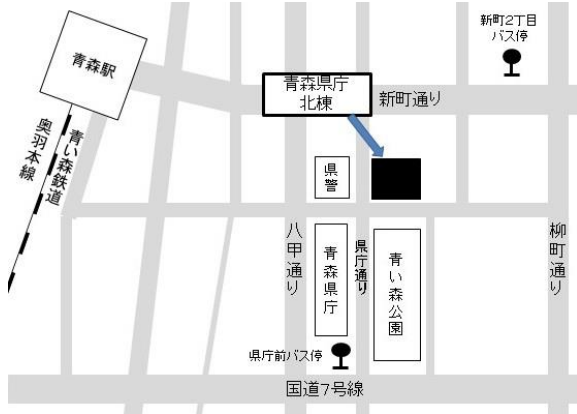 新町2丁目
バス停
青森駅
青森県庁
北棟
新町通り
青い森鉄道
奥羽本線
県警
八甲通り
青森県庁
県庁通り
青い森公園
柳町通り
県庁前バス停
国道7号線